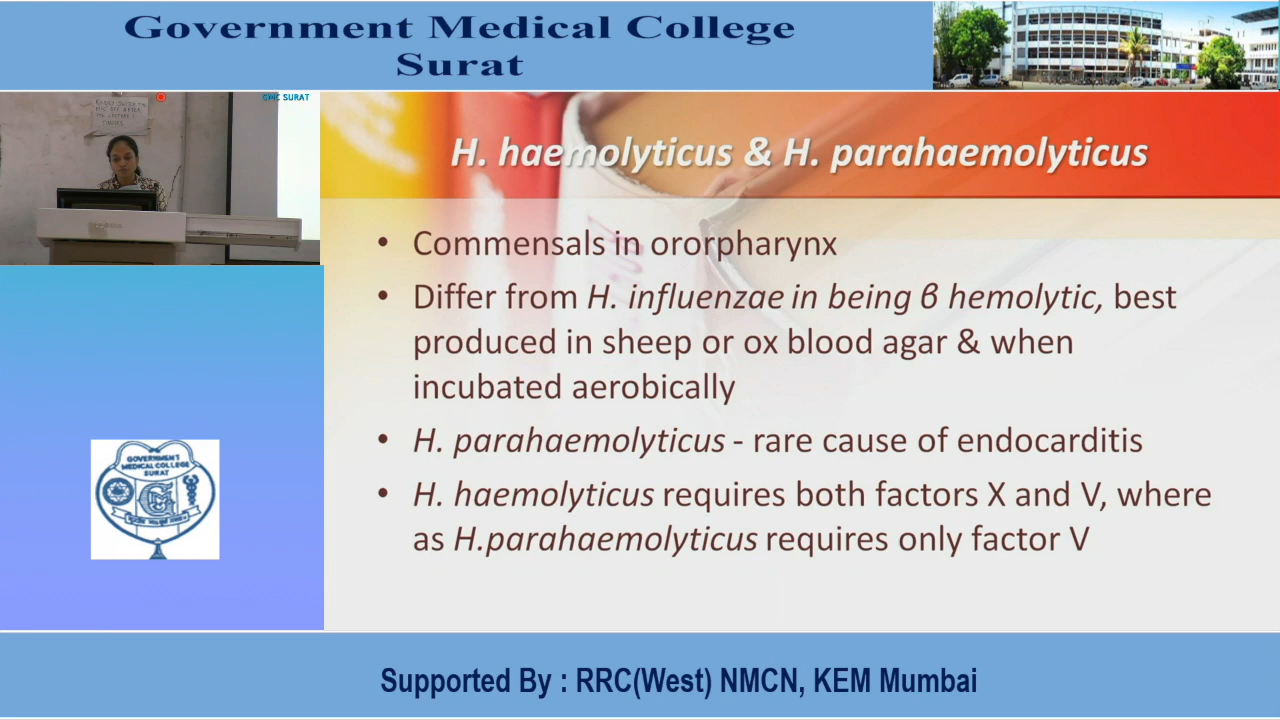 Government Medical College
Surat
GMC SURAT
H. haemolyticus & H. parahaemolyticus
• Commensals in ororpharynx
• Differ from H. influenzae in being β hemolytic, best
produced in sheep or ox blood agar & when
incubated aerobically
• H. parahaemolyticus - rare cause of endocarditis
• H. haemolyticus requires both factors X and V, where
as H.parahaemolyticus requires only factor V
GOVERNMENT
MEDICAL COLLEGE
SURAT
Supported By : RRC(West) NMCN, KEM Mumbai